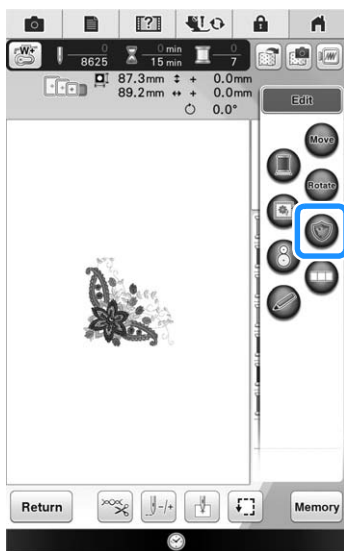 W+
0
8625
0 min
15 min
0
7
87.3mm ↕ + 0.0mm
89.2mm ↔ + 0.0mm
0.0°
Edit
Move
Rotate
Return
-/+
Memory